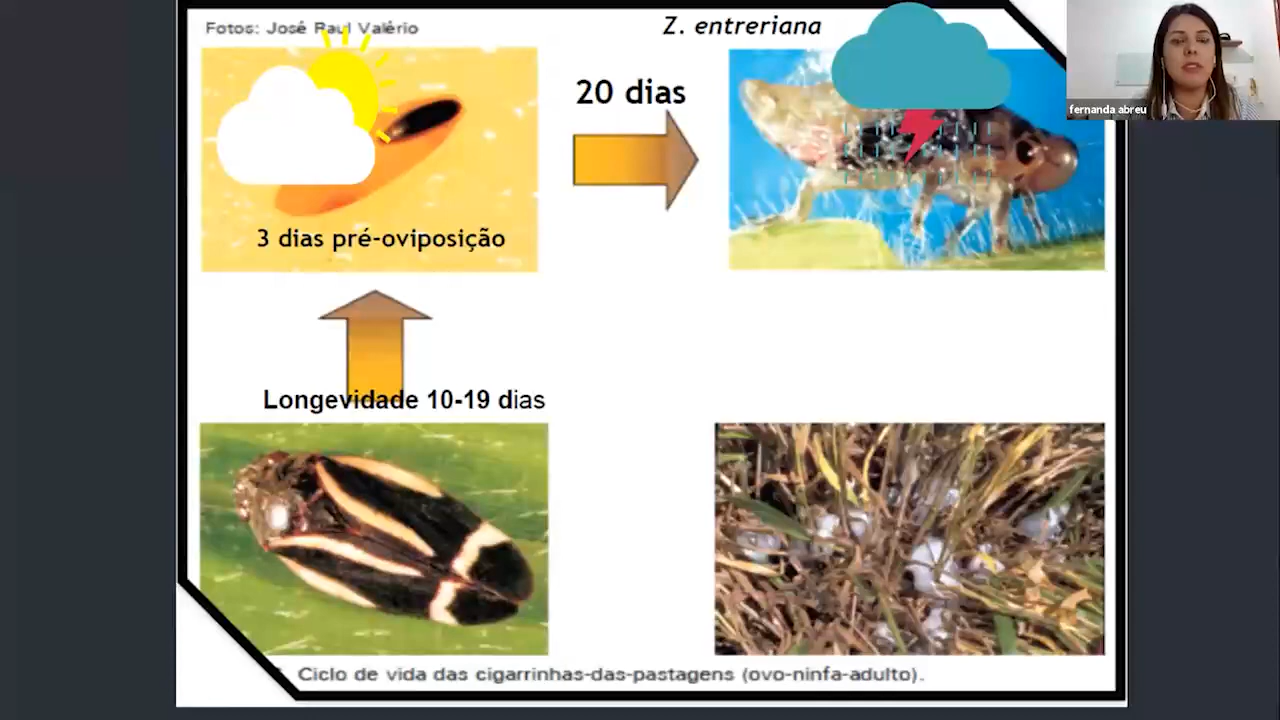 Fotos: José Raul Valério
Z. entreriana
20 dias
fernanda abreu
3 dias pré-oviposição
Longevidade 10-19 dias
Ciclo de vida das cigarrinhas-das-pastagens (ovo-ninfa-adulto).